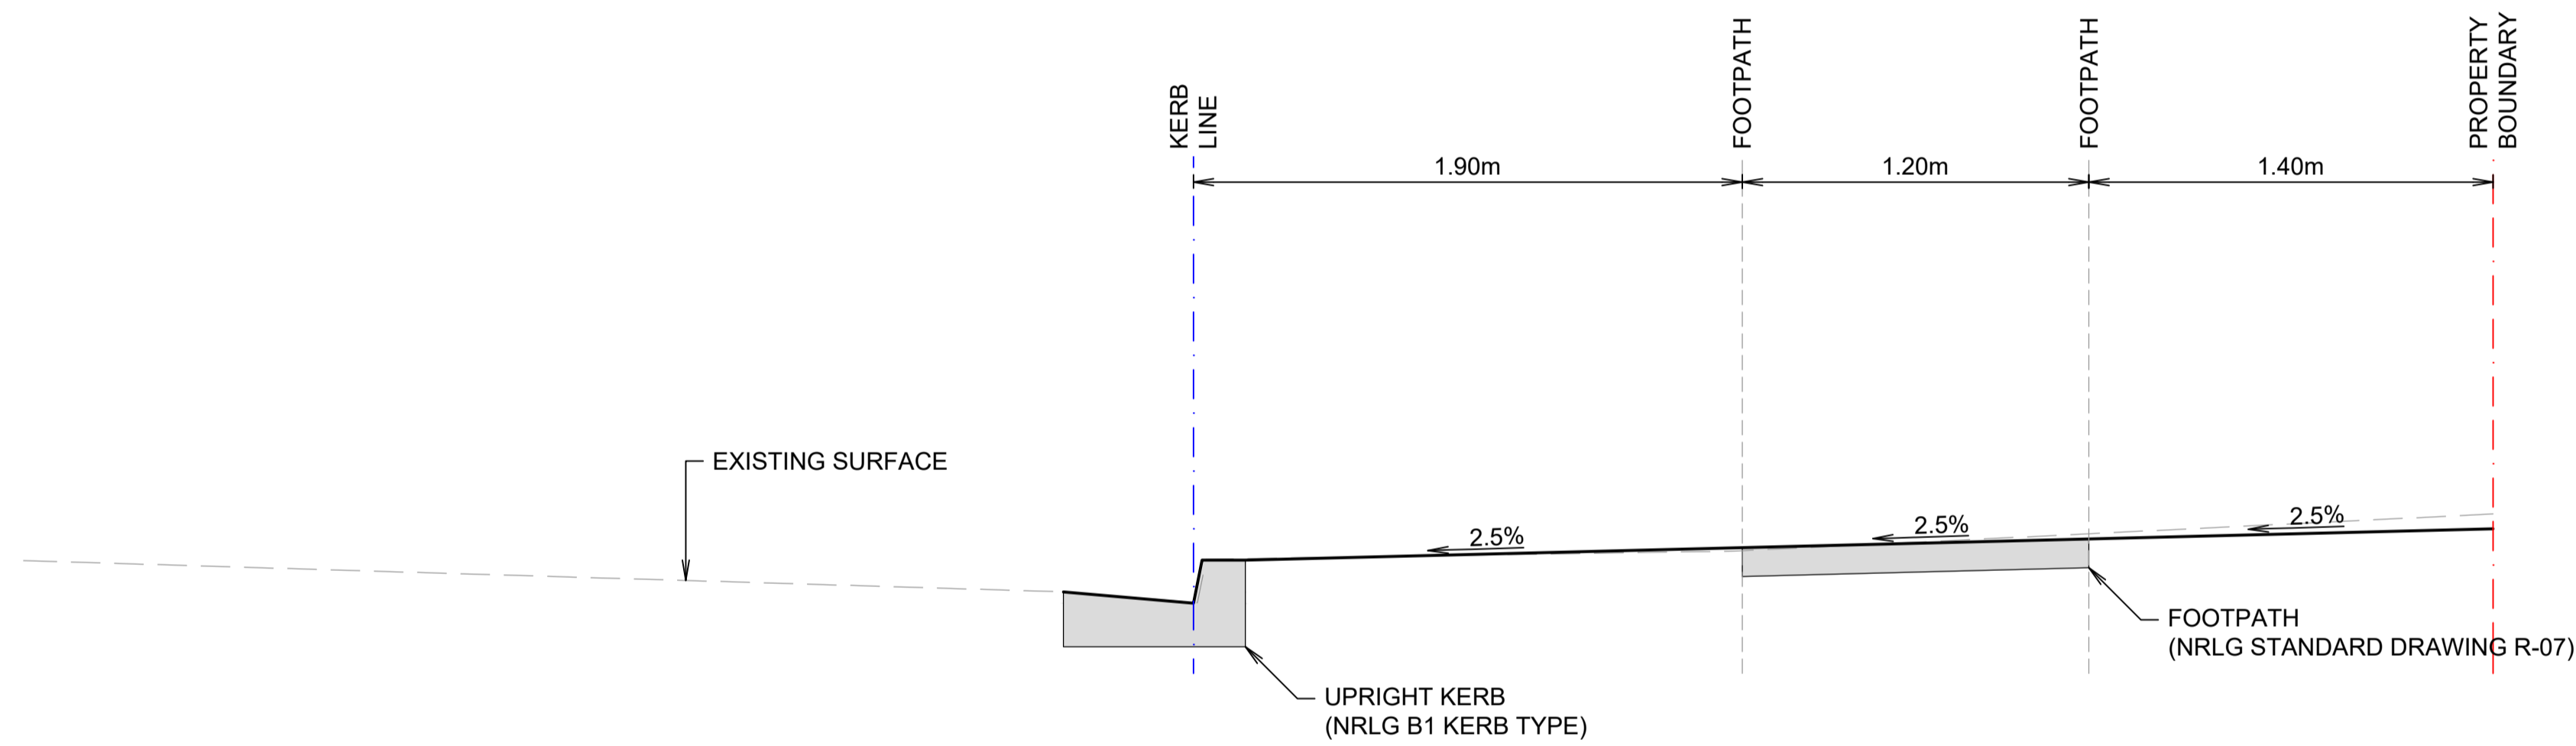 KERB
LINE
FOOTPATH
FOOTPATH
PROPERTY
BOUNDARY
1.90m
1.20m
1.40m
EXISTING SURFACE
2.5%
2.5%
2.5%
FOOTPATH
(NRLG STANDARD DRAWING R-07)
UPRIGHT KERB
(NRLG B1 KERB TYPE)